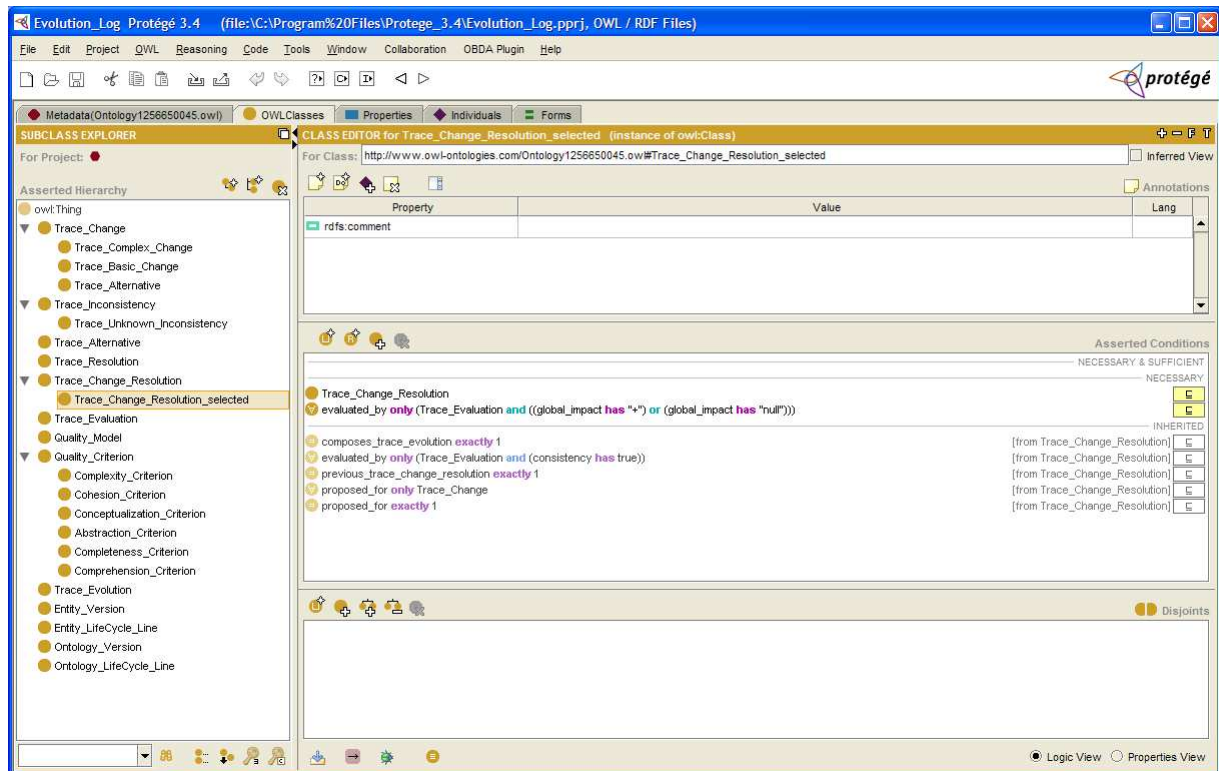 Evolution_Log Protégé 3.4 (file:\C:\Program%20Files\Protege_3.4\Evolution_Log.pprj, OWL / RDF Files)
File Edit Project OWL Reasoning Code Tools Window Collaboration OBDA Plugin Help
protégé
Metadata(Ontology1256650045.owl) OWLClasses Properties Individuals Forms
SUBCLASS EXPLORER
For Project:
Asserted Hierarchy
owl:Thing
Trace_Change
Trace_Complex_Change
Trace_Basic_Change
Trace_Alternative
Trace_Inconsistency
Trace_Unknown_Inconsistency
Trace_Alternative
Trace_Resolution
Trace_Change_Resolution
Trace_Change_Resolution_selected
Trace_Evaluation
Quality_Model
Quality_Criterion
Complexity_Criterion
Cohesion_Criterion
Conceptualization_Criterion
Abstraction_Criterion
Completeness_Criterion
Comprehension_Criterion
Trace_Evolution
Entity_Version
Entity_LifeCycle_Line
Ontology_Version
Ontology_LifeCycle_Line
CLASS EDITOR for Trace_Change_Resolution_selected (instance of owl:Class)
For Class: http://www.owl-ontologies.com/Ontology1256650045.owl#Trace_Change_Resolution_selected Inferred View
Annotations
Property Value Lang
rdfs:comment
Asserted Conditions
NECESSARY & SUFFICIENT
NECESSARY
Trace_Change_Resolution ⊑
evaluated_by only (Trace_Evaluation and ((global_impact has "+") or (global_impact has "null"))) ⊑
INHERITED
composes_trace_evolution exactly 1 [from Trace_Change_Resolution] ⊑
evaluated_by only (Trace_Evaluation and (consistency has true)) [from Trace_Change_Resolution] ⊑
previous_trace_change_resolution exactly 1 [from Trace_Change_Resolution] ⊑
proposed_for only Trace_Change [from Trace_Change_Resolution] ⊑
proposed_for exactly 1 [from Trace_Change_Resolution] ⊑
Disjoints
Logic View Properties View